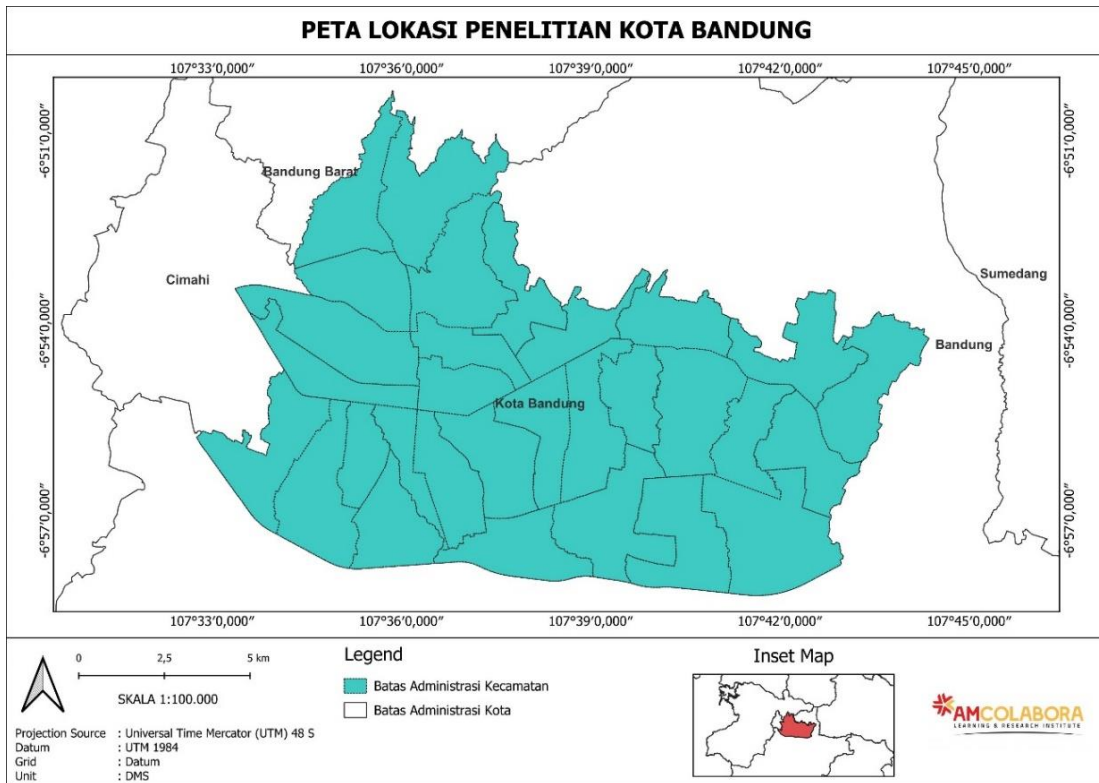 PETA LOKASI PENELITIAN KOTA BANDUNG
107°33'0,000" 107°36'0,000" 107°39'0,000" 107°42'0,000" 107°45'0,000"
-6°51'0,000" -6°51'0,000"
Bandung Barat
Cimahi
Sumedang
-6°54'0,000" -6°54'0,000"
Bandung
Kota Bandung
-6°57'0,000" -6°57'0,000"
107°33'0,000" 107°36'0,000" 107°39'0,000" 107°42'0,000" 107°45'0,000"
0 2,5 5 km
SKALA 1:100.000
Projection Source : Universal Time Mercator (UTM) 48 S
Datum : UTM 1984
Grid : Datum
Unit : DMS
Legend
Batas Administrasi Kecamatan
Batas Administrasi Kota
Inset Map
AMCOLABORA
LEARNING & RESEARCH INSTITUTE